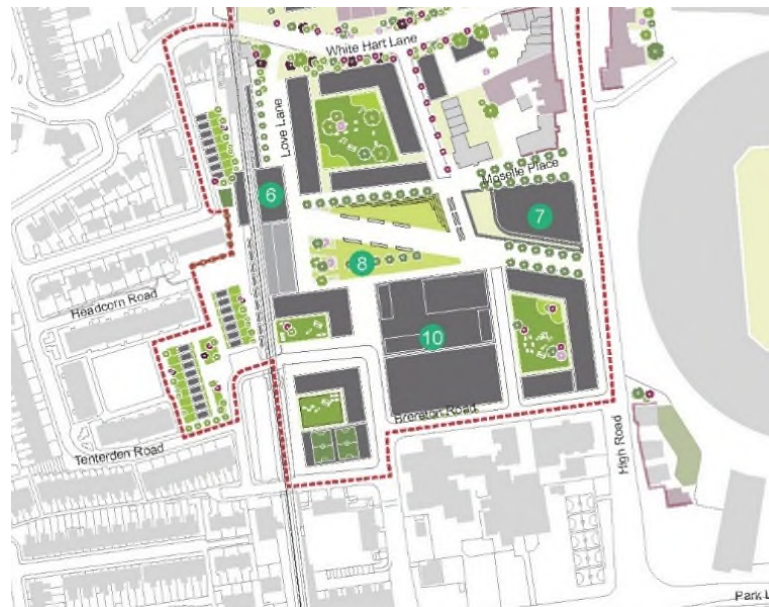 White Hart Lane
Love Lane
Moselle Place
6
7
8
Headcorn Road
10
Brereton Road
Tenterden Road
High Road
Park L